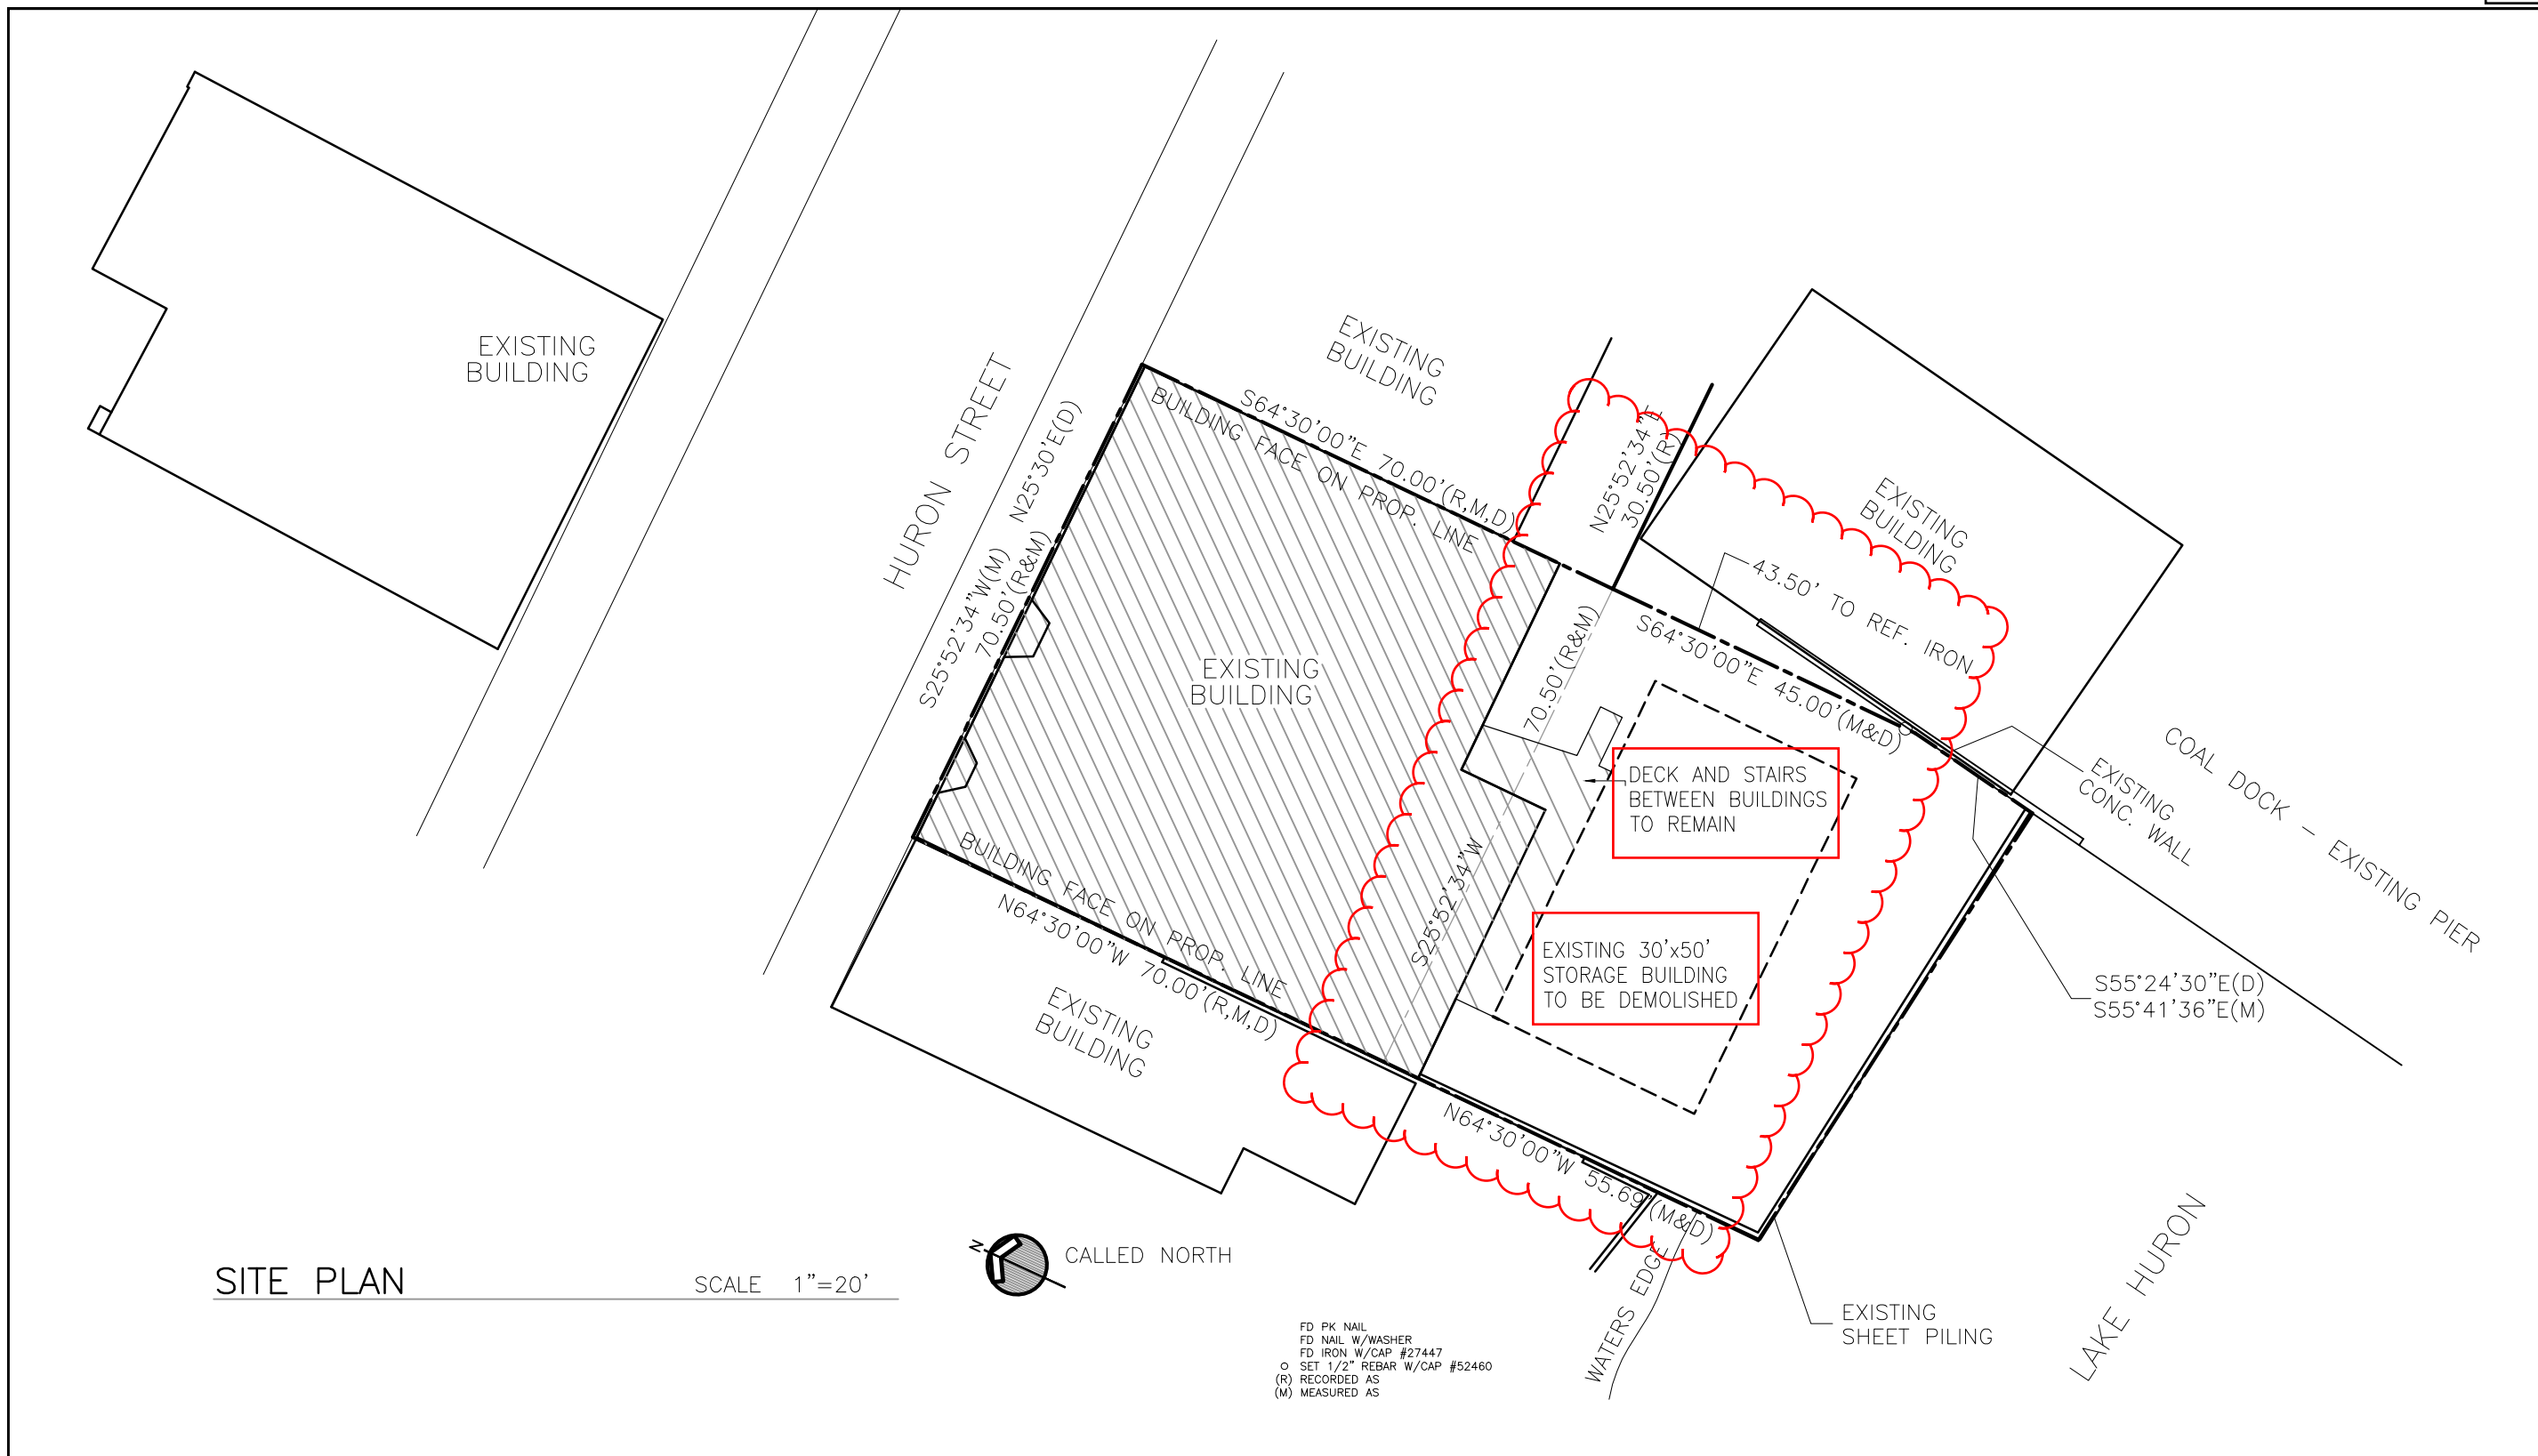 EXISTING
BUILDING
HURON STREET
N25°30'E(D)
S25°52'34"W(M)
70.50'(R&M)
EXISTING
BUILDING
BUILDING FACE ON PROP. LINE
S64°30'00"E 70.00'(R,M,D)
EXISTING
BUILDING
BUILDING FACE ON PROP. LINE
N64°30'00"W 70.00'(R,M,D)
EXISTING
BUILDING
N25°52'34"E
30.50'(R)
EXISTING
BUILDING
43.50' TO REF. IRON
S64°30'00"E 45.00'(M&D)
70.50'(R&M)
S25°52'34"W
DECK AND STAIRS
BETWEEN BUILDINGS
TO REMAIN
EXISTING 30'x50'
STORAGE BUILDING
TO BE DEMOLISHED
EXISTING
CONC. WALL
COAL DOCK - EXISTING PIER
S55°24'30"E(D)
S55°41'36"E(M)
N64°30'00"W 55.69'(M&D)
WATERS EDGE
EXISTING
SHEET PILING
LAKE HURON
SITE PLAN
SCALE 1"=20'
N
CALLED NORTH
FD PK NAIL
FD NAIL W/WASHER
FD IRON W/CAP #27447
SET 1/2" REBAR W/CAP #52460
(R) RECORDED AS
(M) MEASURED AS